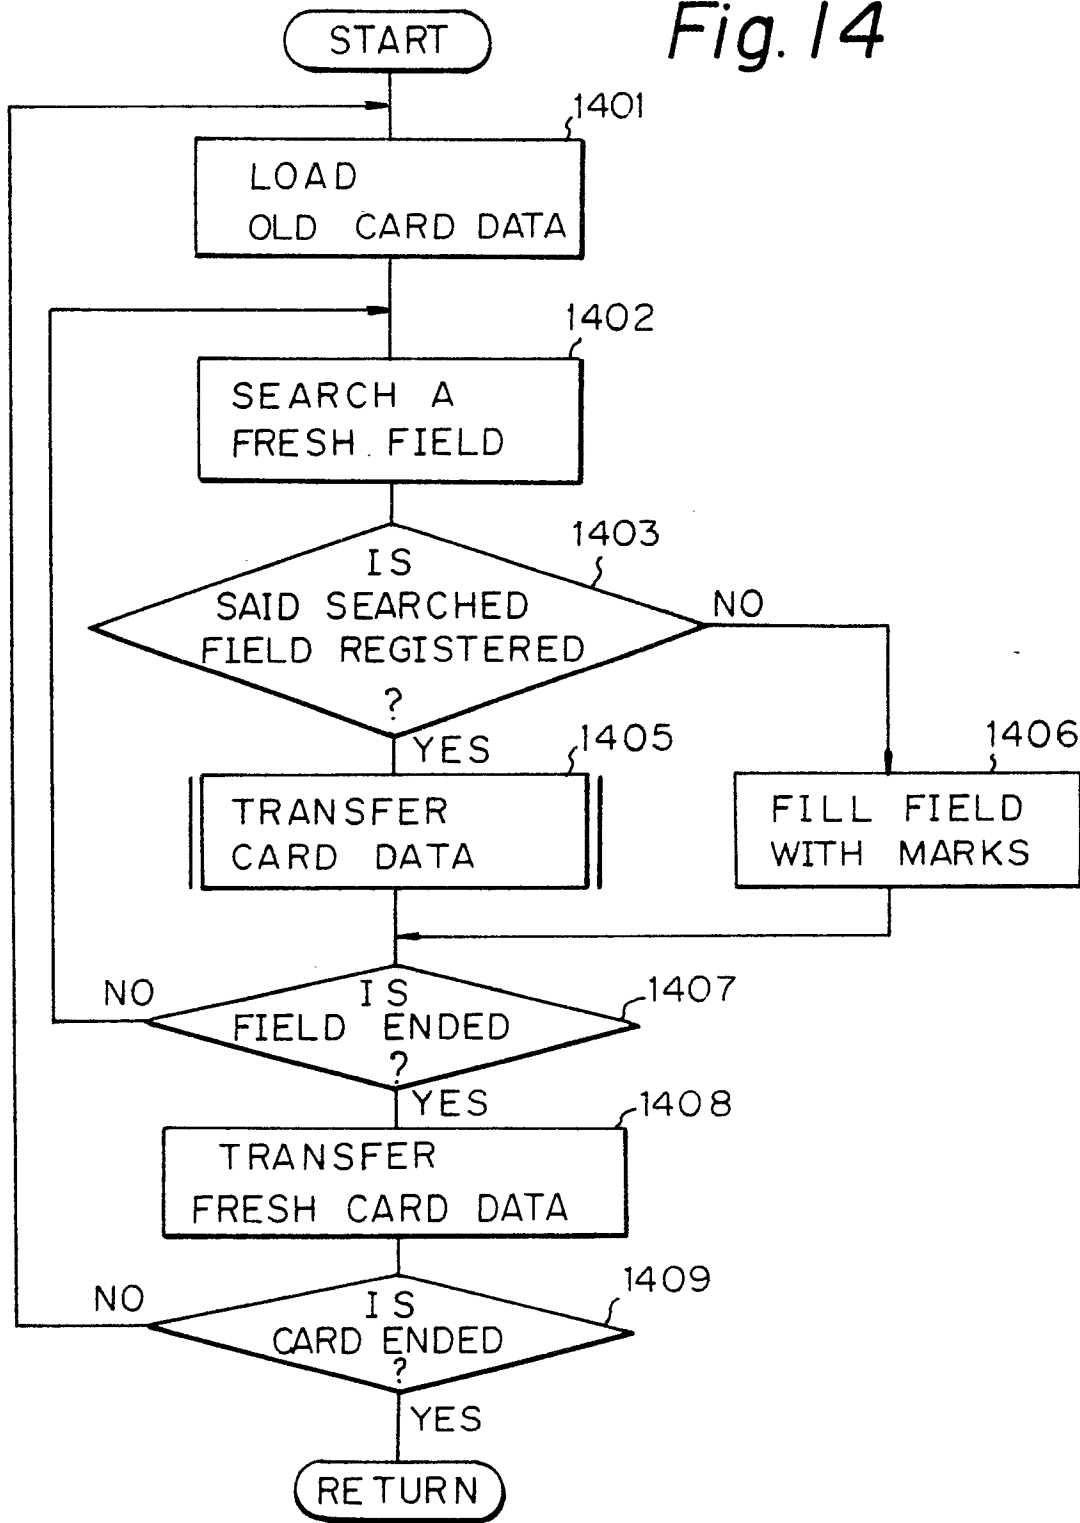 Fig. 14
START
1401
LOAD
OLD CARD DATA
1402
SEARCH A
FRESH FIELD
1403
IS
SAID SEARCHED
FIELD REGISTERED
?
NO
YES
1405
TRANSFER
CARD DATA
1406
FILL FIELD
WITH MARKS
1407
IS
FIELD ENDED
?
NO
YES
1408
TRANSFER
FRESH CARD DATA
1409
IS
CARD ENDED
?
NO
YES
RETURN